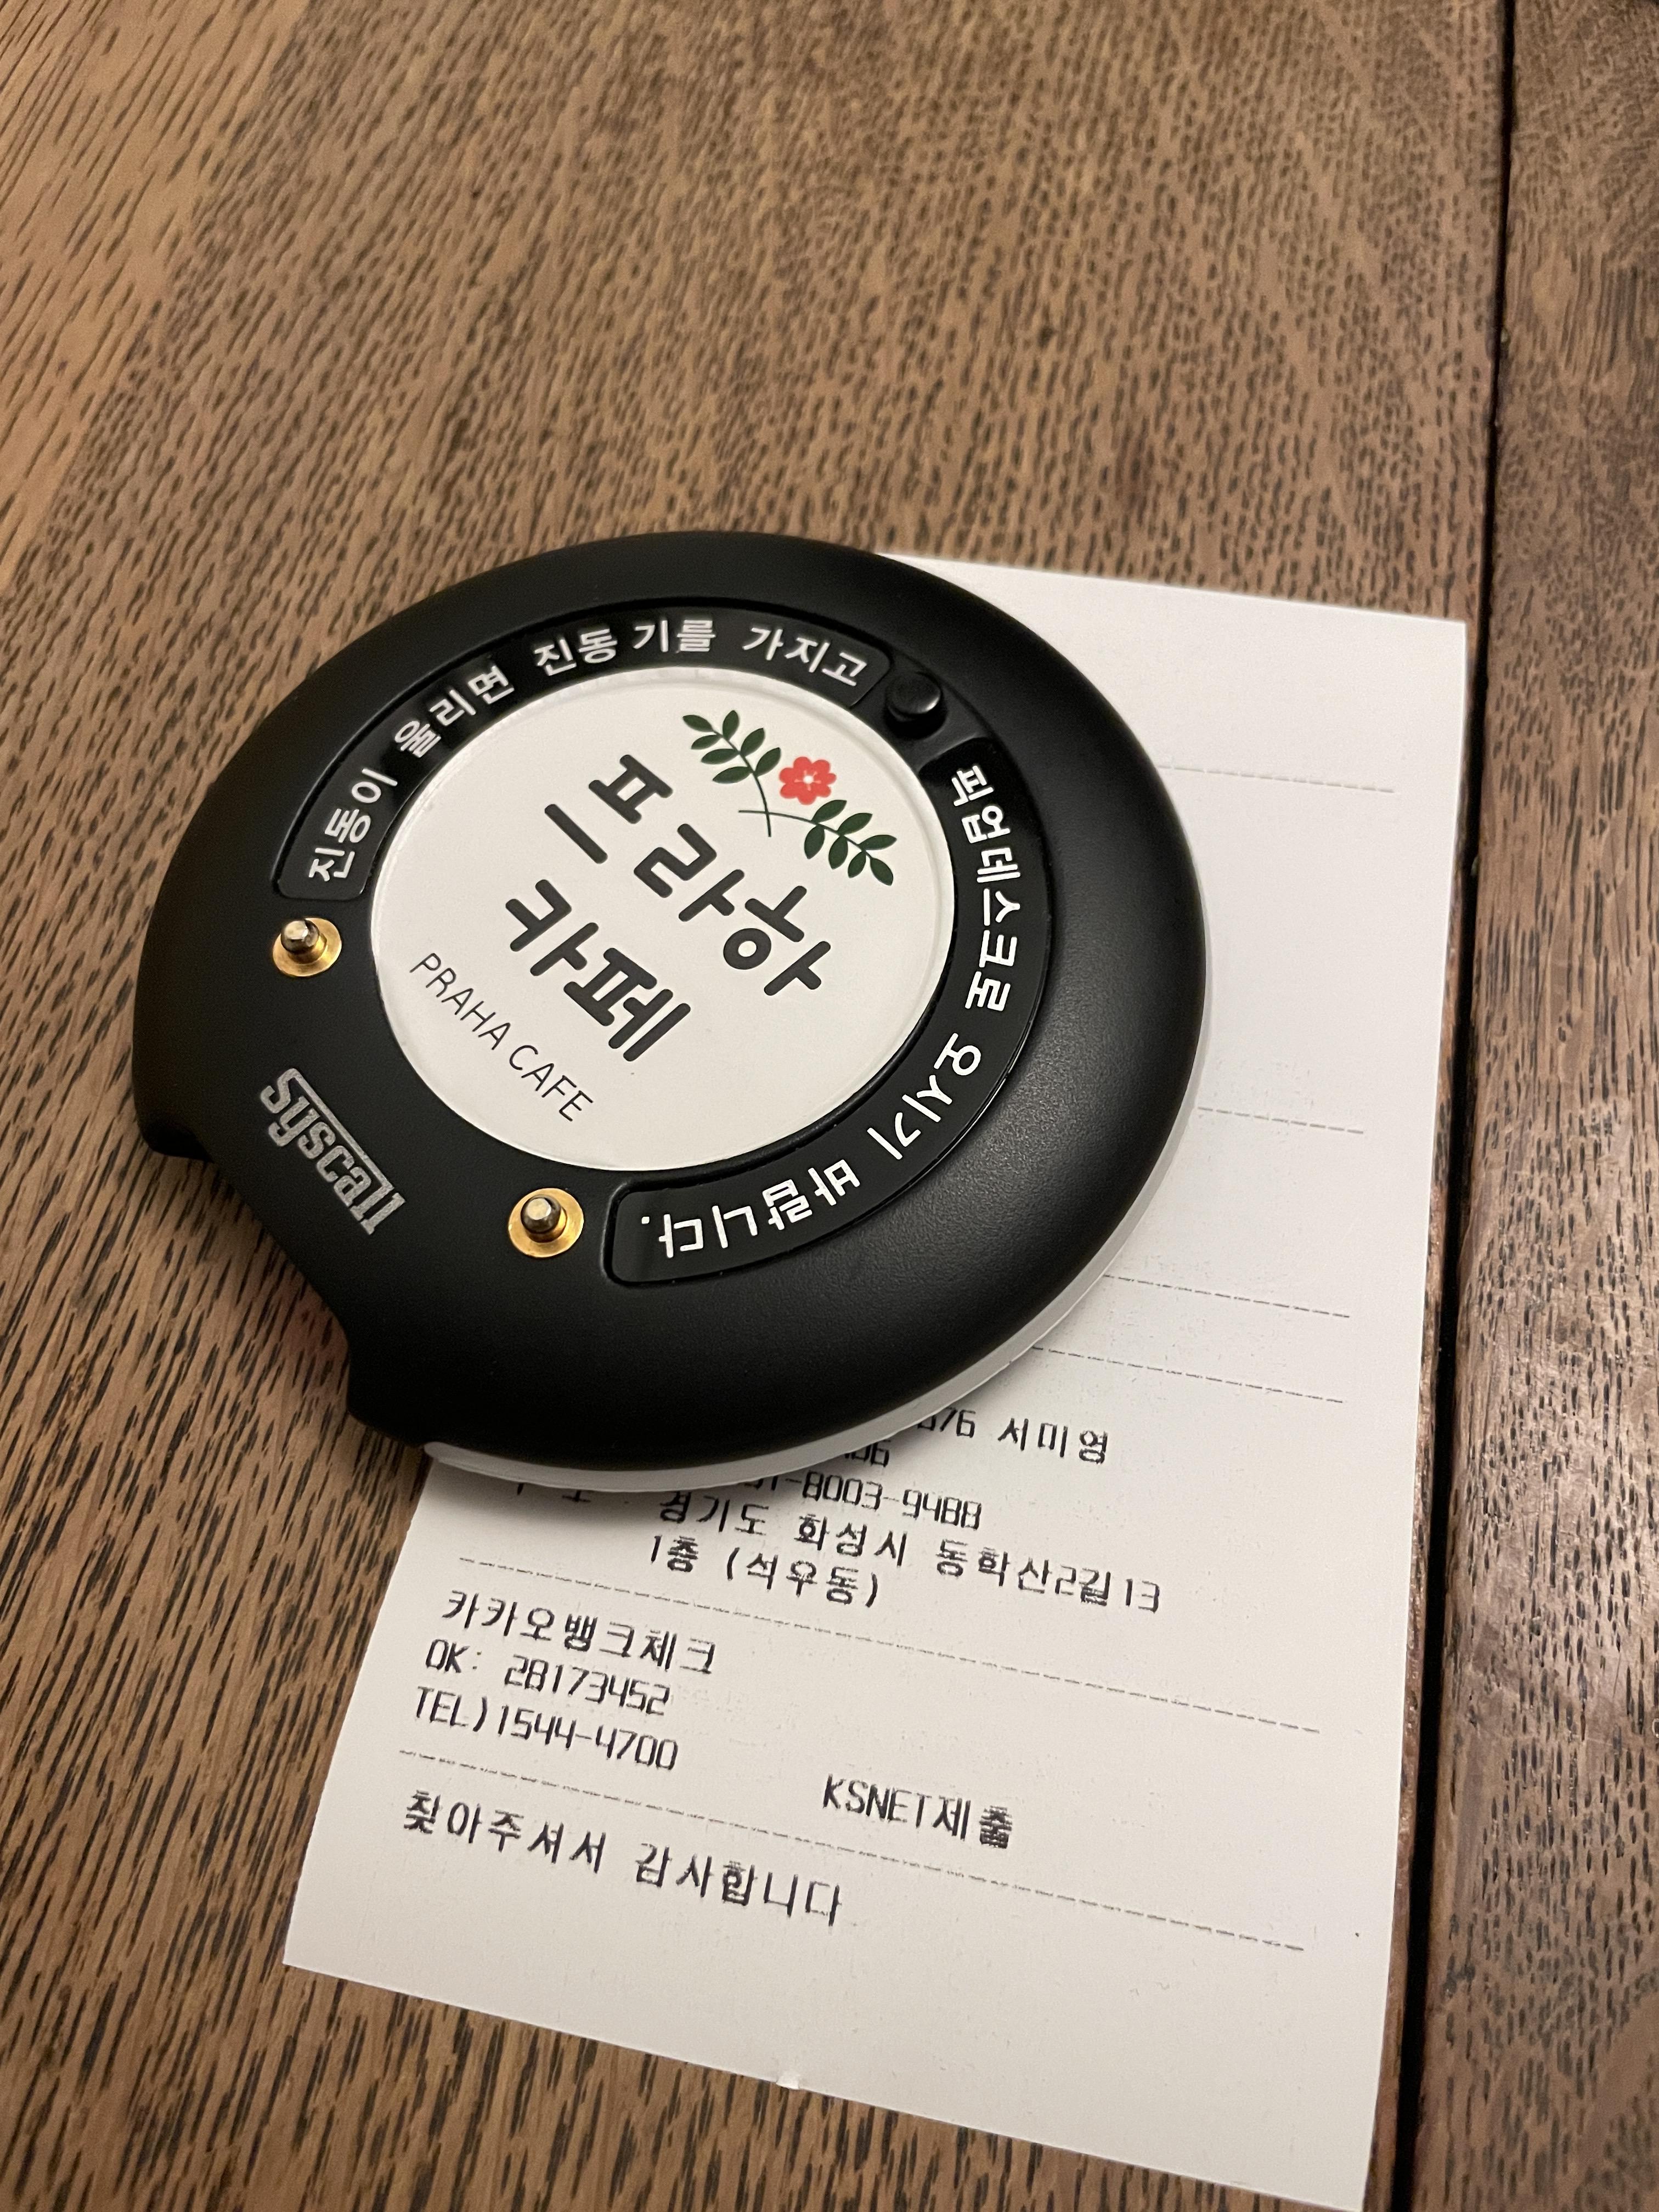 진동이 울리면 진동기를 가지고
픽업데스크로 오시기 바랍니다.
프라하
카페
PRAHA CAFE
Syscall
676 서미영
-8003-9488
경기도 화성시 동학산2길 13
1층 (석우동)
카카오뱅크체크
OK: 28173452
TEL)1544-4700
KSNET제출
찾아주셔서 감사합니다